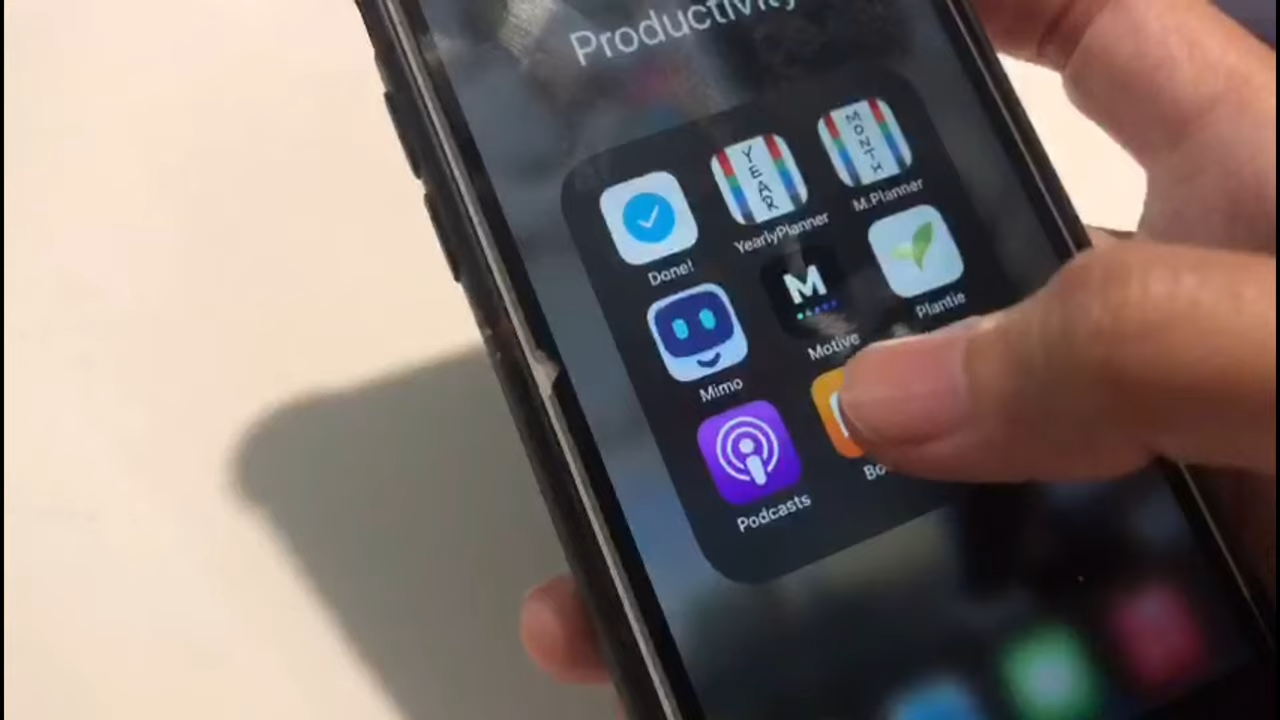 Productivity
YEAR
MONTH
Done!
YearlyPlanner
M.Planner
M
Mimo
Motive
Plantie
Podcasts